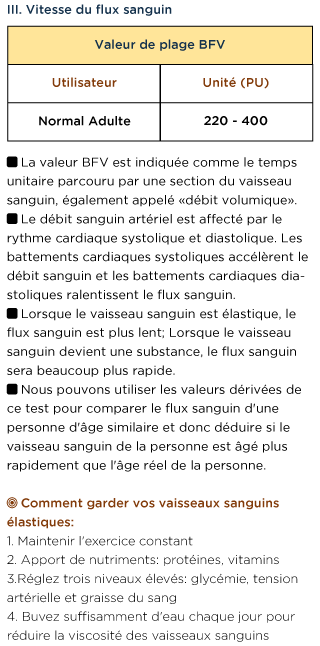 III. Vitesse du flux sanguin
Valeur de plage BFV
Utilisateur Unité (PU)
Normal Adulte 220 - 400
■ La valeur BFV est indiquée comme le temps
unitaire parcouru par une section du vaisseau
sanguin, également appelé «débit volumique».
■ Le débit sanguin artériel est affecté par le
rythme cardiaque systolique et diastolique. Les
battements cardiaques systoliques accélèrent le
débit sanguin et les battements cardiaques dia-
stoliques ralentissent le flux sanguin.
■ Lorsque le vaisseau sanguin est élastique, le
flux sanguin est plus lent; Lorsque le vaisseau
sanguin devient une substance, le flux sanguin
sera beaucoup plus rapide.
■ Nous pouvons utiliser les valeurs dérivées de
ce test pour comparer le flux sanguin d'une
personne d'âge similaire et donc déduire si le
vaisseau sanguin de la personne est âgé plus
rapidement que l'âge réel de la personne.
Comment garder vos vaisseaux sanguins
élastiques:
1. Maintenir l'exercice constant
2. Apport de nutriments: protéines, vitamins
3.Réglez trois niveaux élevés: glycémie, tension
artérielle et graisse du sang
4. Buvez suffisamment d'eau chaque jour pour
réduire la viscosité des vaisseaux sanguins